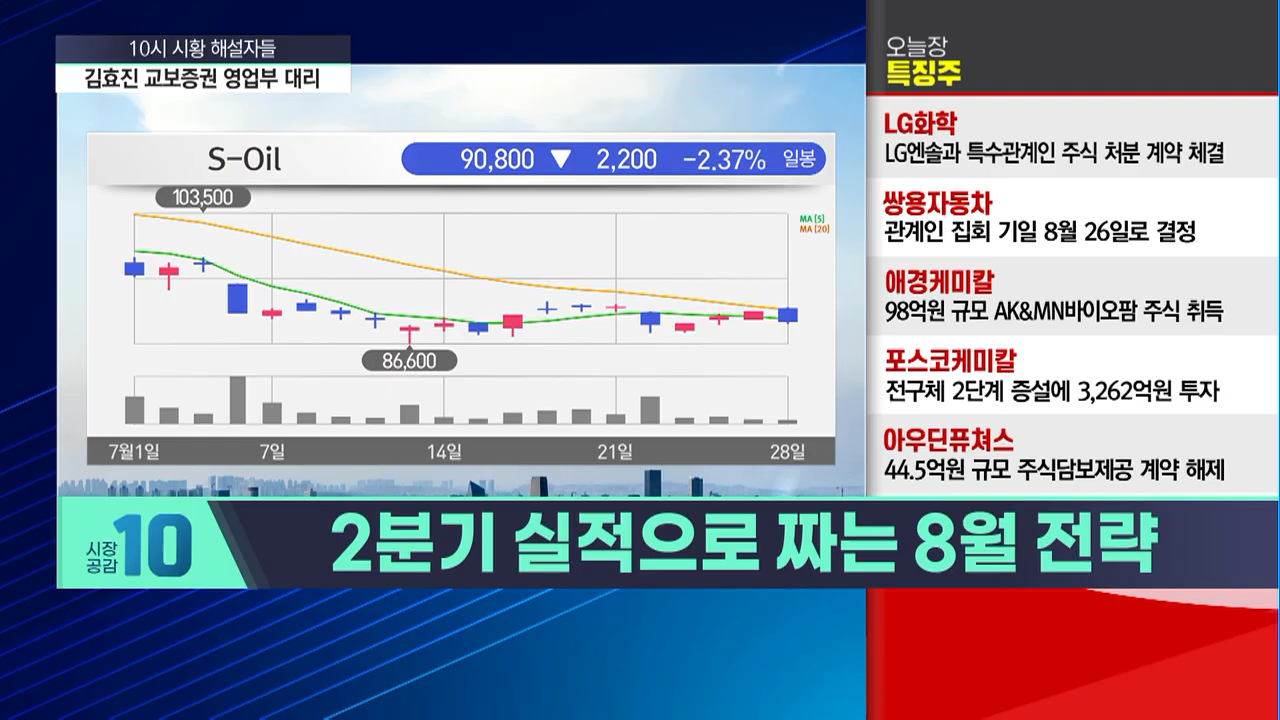 10시 시황 해설자들
김효진 교보증권 영업부 대리
S-Oil
90,800 ▼ 2,200 -2.37% 일봉
103,500
MA [5]
MA [20]
86,600
7월1일 7일 14일 21일 28일
시장
공감
10
2분기 실적으로 짜는 8월 전략
오늘장
특징주
LG화학
LG엔솔과 특수관계인 주식 처분 계약 체결
쌍용자동차
관계인 집회 기일 8월 26일로 결정
애경케미칼
98억원 규모 AK&MN바이오팜 주식 취득
포스코케미칼
전구체 2단계 증설에 3,262억원 투자
아우딘퓨쳐스
44.5억원 규모 주식담보제공 계약 해제